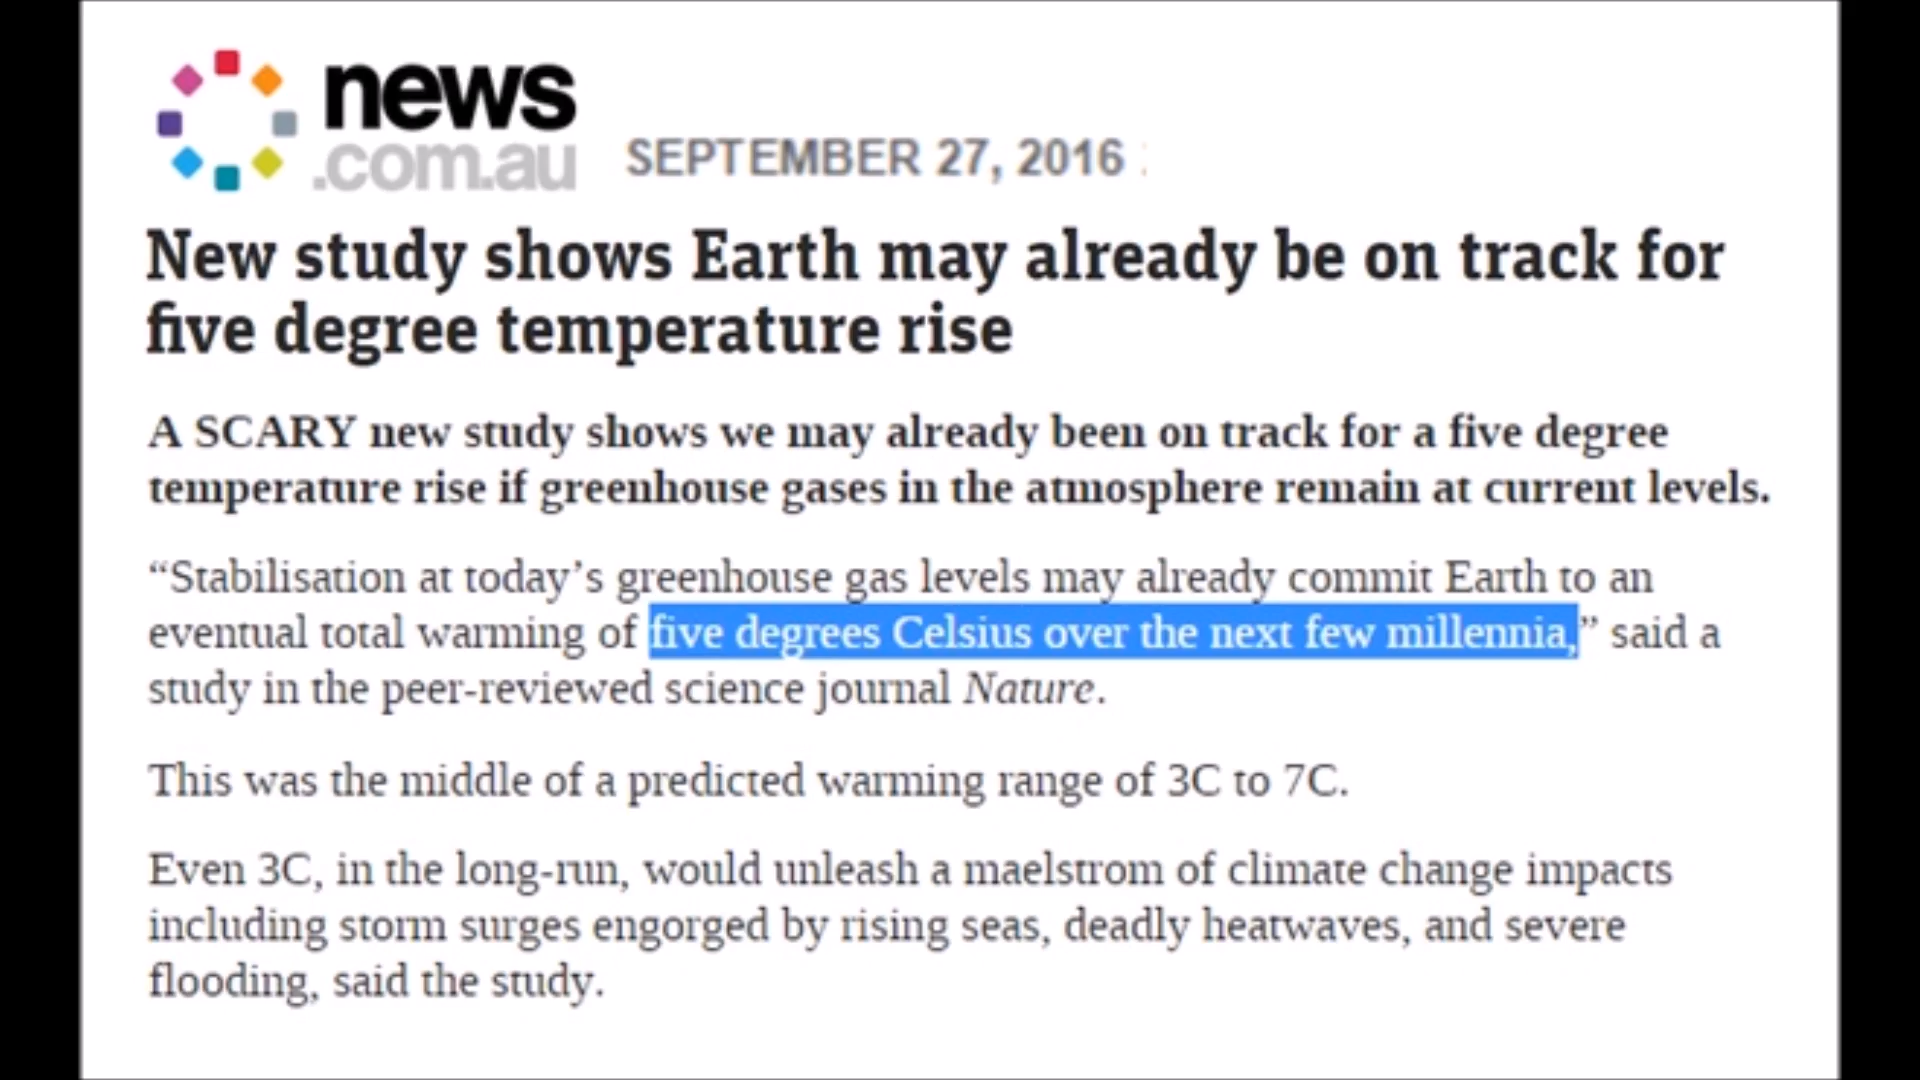 news
.com.au
SEPTEMBER 27, 2016
New study shows Earth may already be on track for
five degree temperature rise
A SCARY new study shows we may already been on track for a five degree
temperature rise if greenhouse gases in the atmosphere remain at current levels.
“Stabilisation at today’s greenhouse gas levels may already commit Earth to an
eventual total warming of five degrees Celsius over the next few millennia,” said a
study in the peer-reviewed science journal Nature.
This was the middle of a predicted warming range of 3C to 7C.
Even 3C, in the long-run, would unleash a maelstrom of climate change impacts
including storm surges engorged by rising seas, deadly heatwaves, and severe
flooding, said the study.